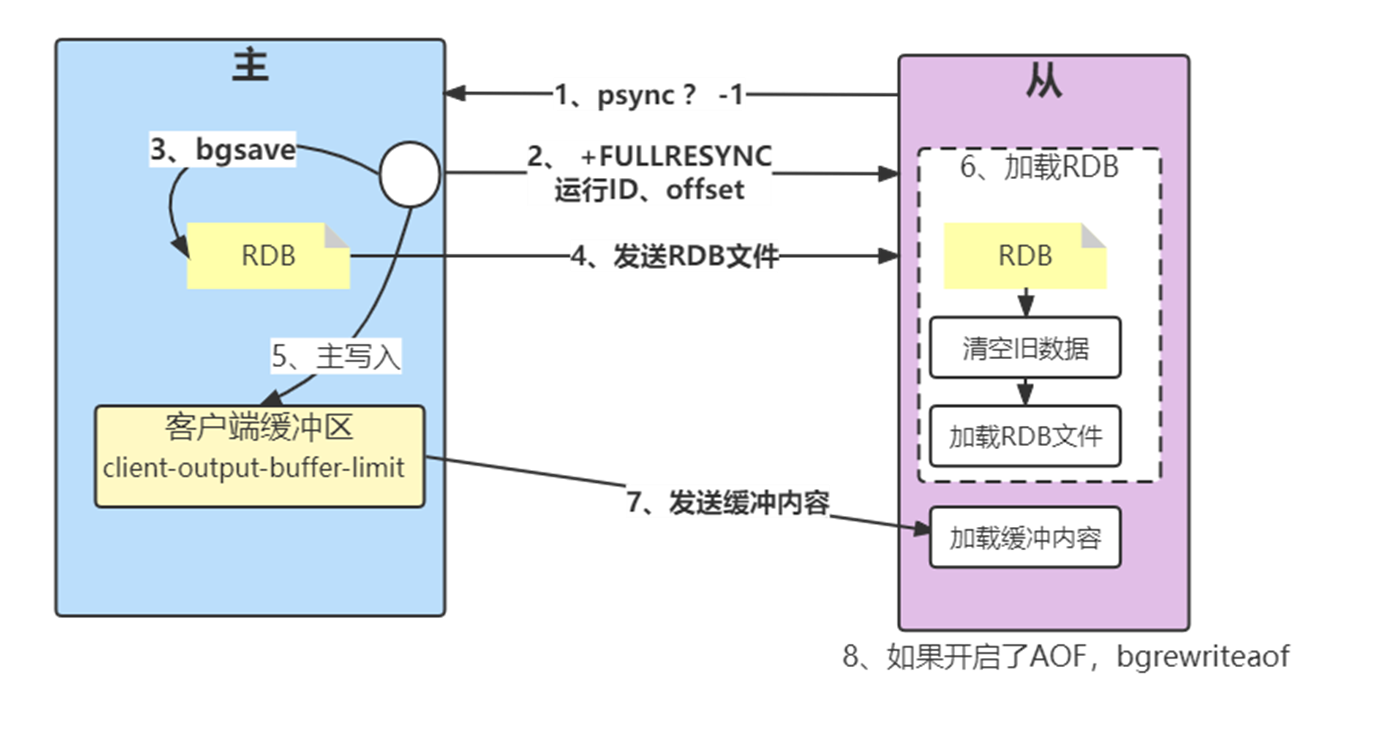 主
从
1、psync？ -1
3、bgsave
2、 +FULLRESYNC
运行ID、offset
6、加载RDB
RDB
4、发送RDB文件
RDB
清空旧数据
5、主写入
客户端缓冲区
client-output-buffer-limit
加载RDB文件
7、发送缓冲内容
加载缓冲内容
8、如果开启了AOF，bgrewriteaof